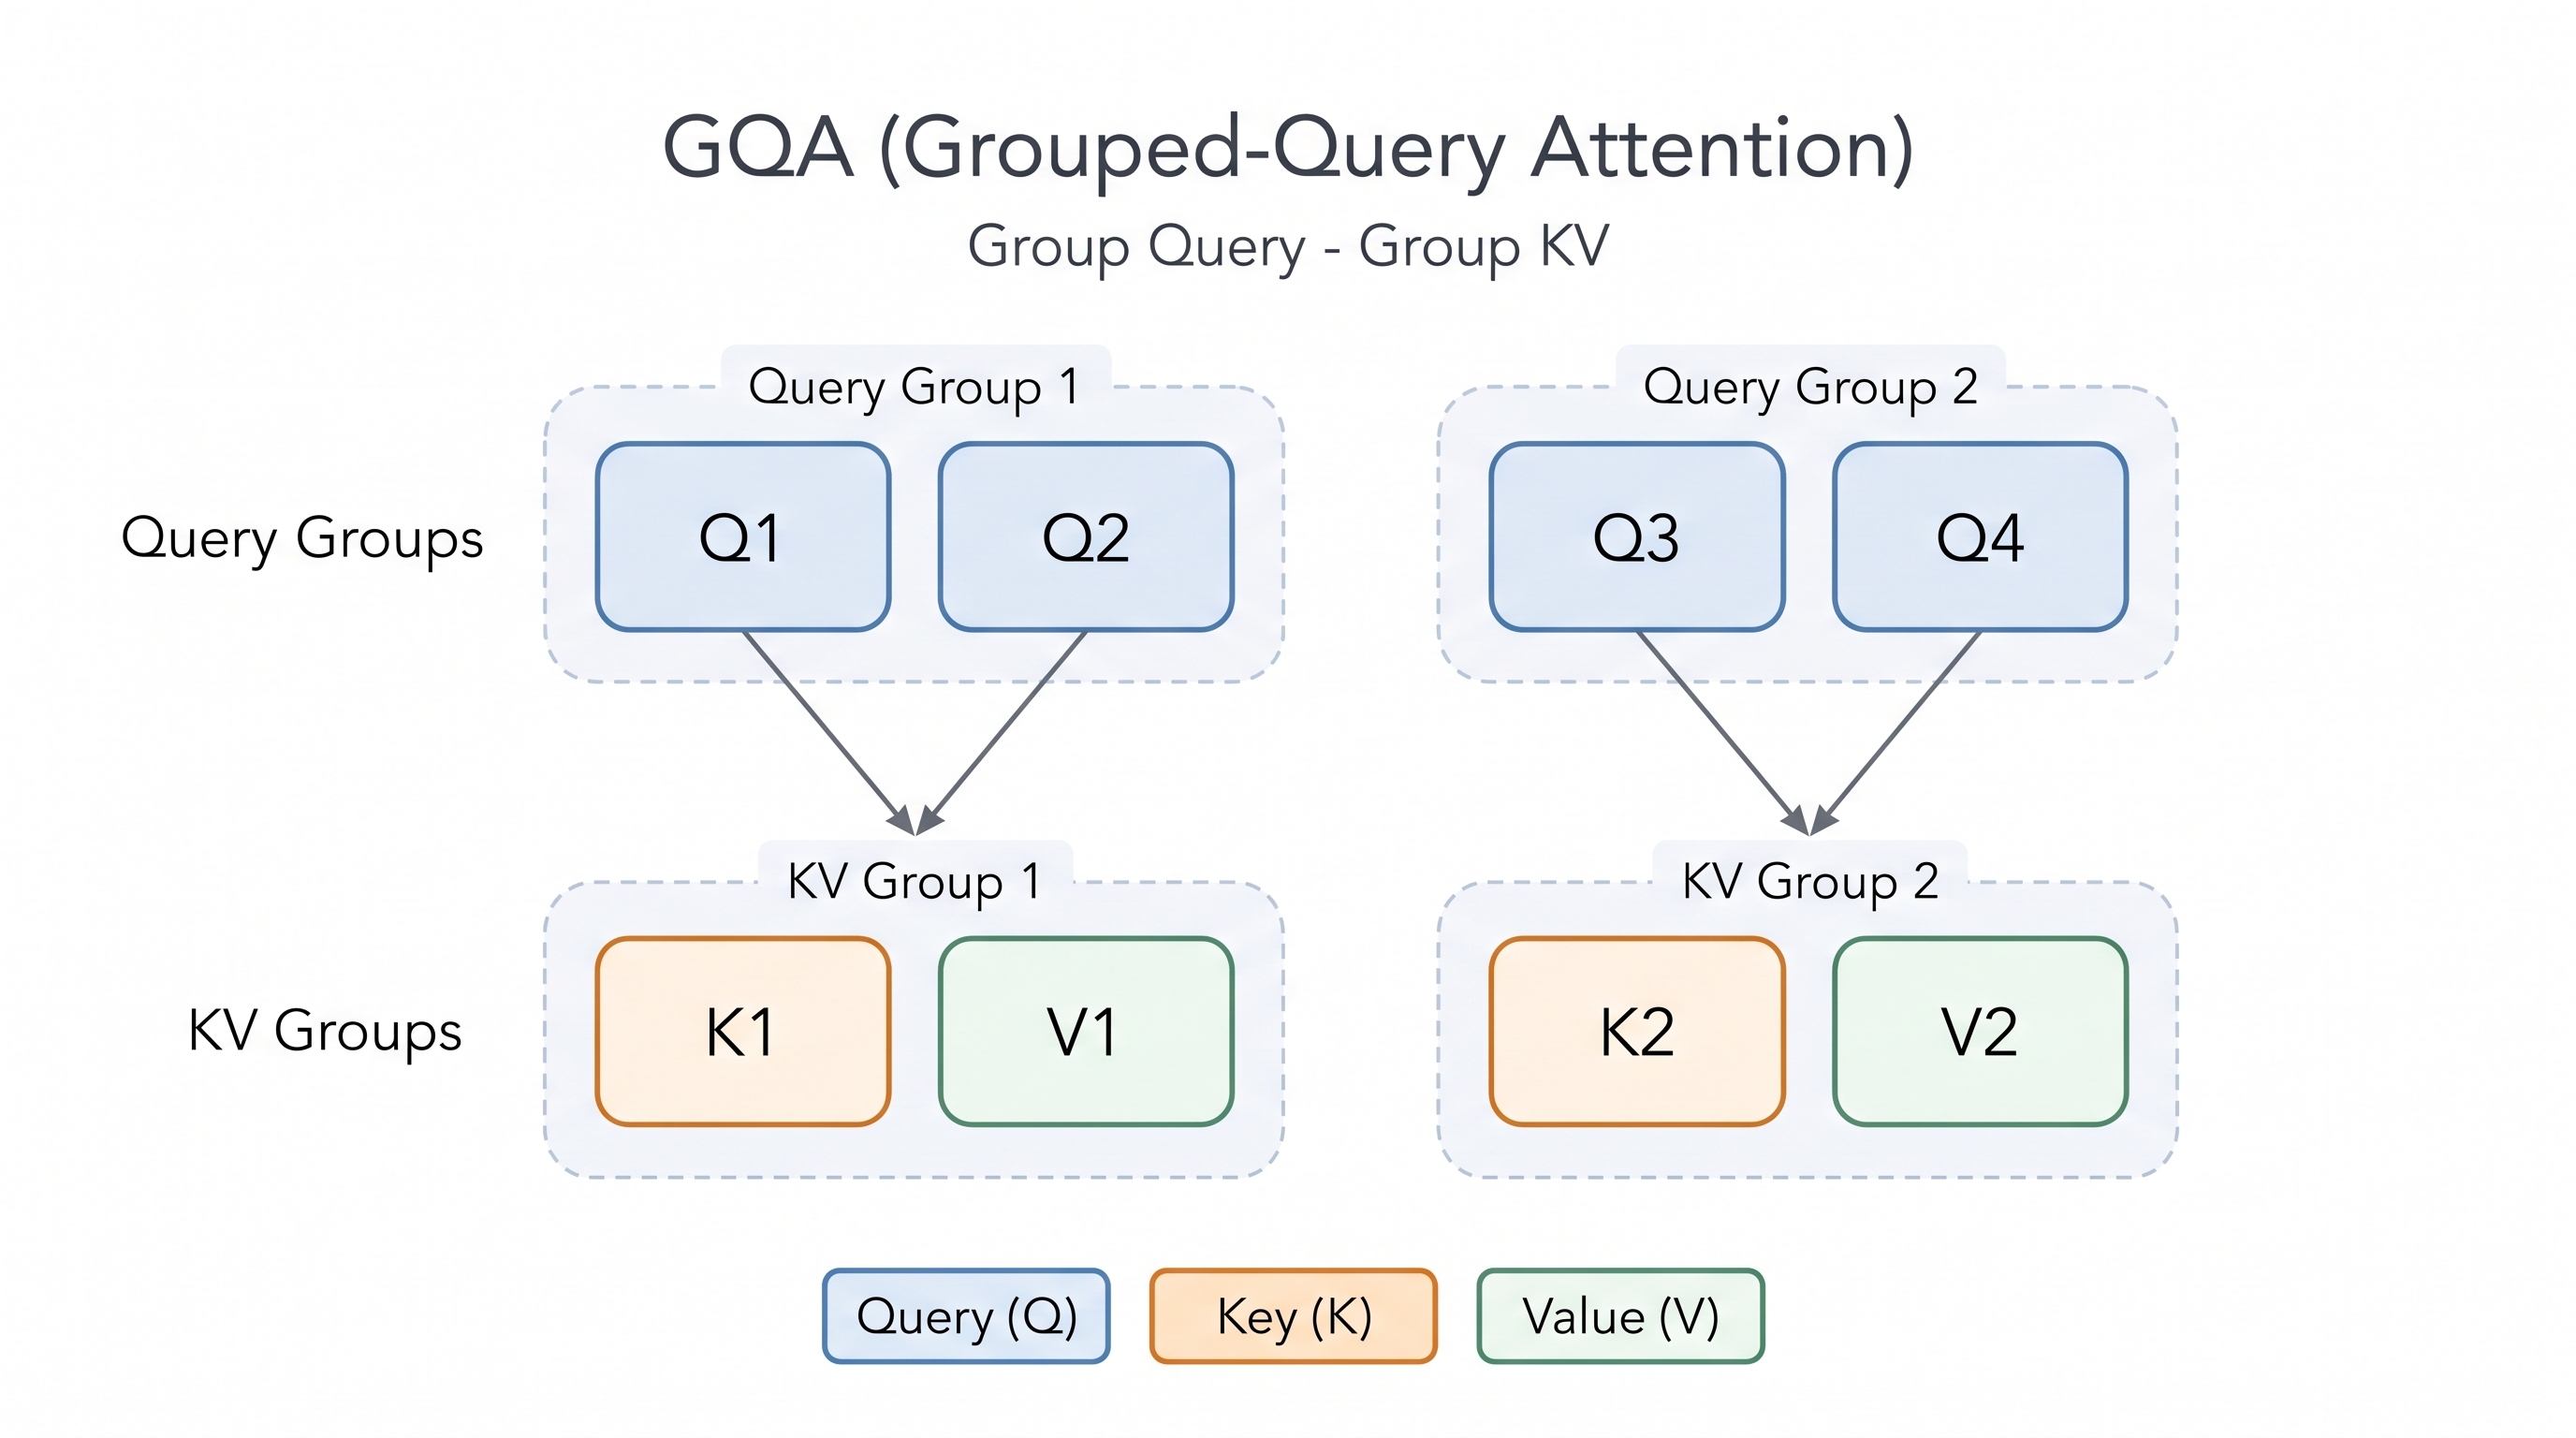 GQA (Grouped-Query Attention)
Group Query - Group KV
Query Group 1
Query Group 2
Query Groups
Q1
Q2
Q3
Q4
KV Group 1
KV Group 2
KV Groups
K1
V1
K2
V2
Query (Q)
Key (K)
Value (V)